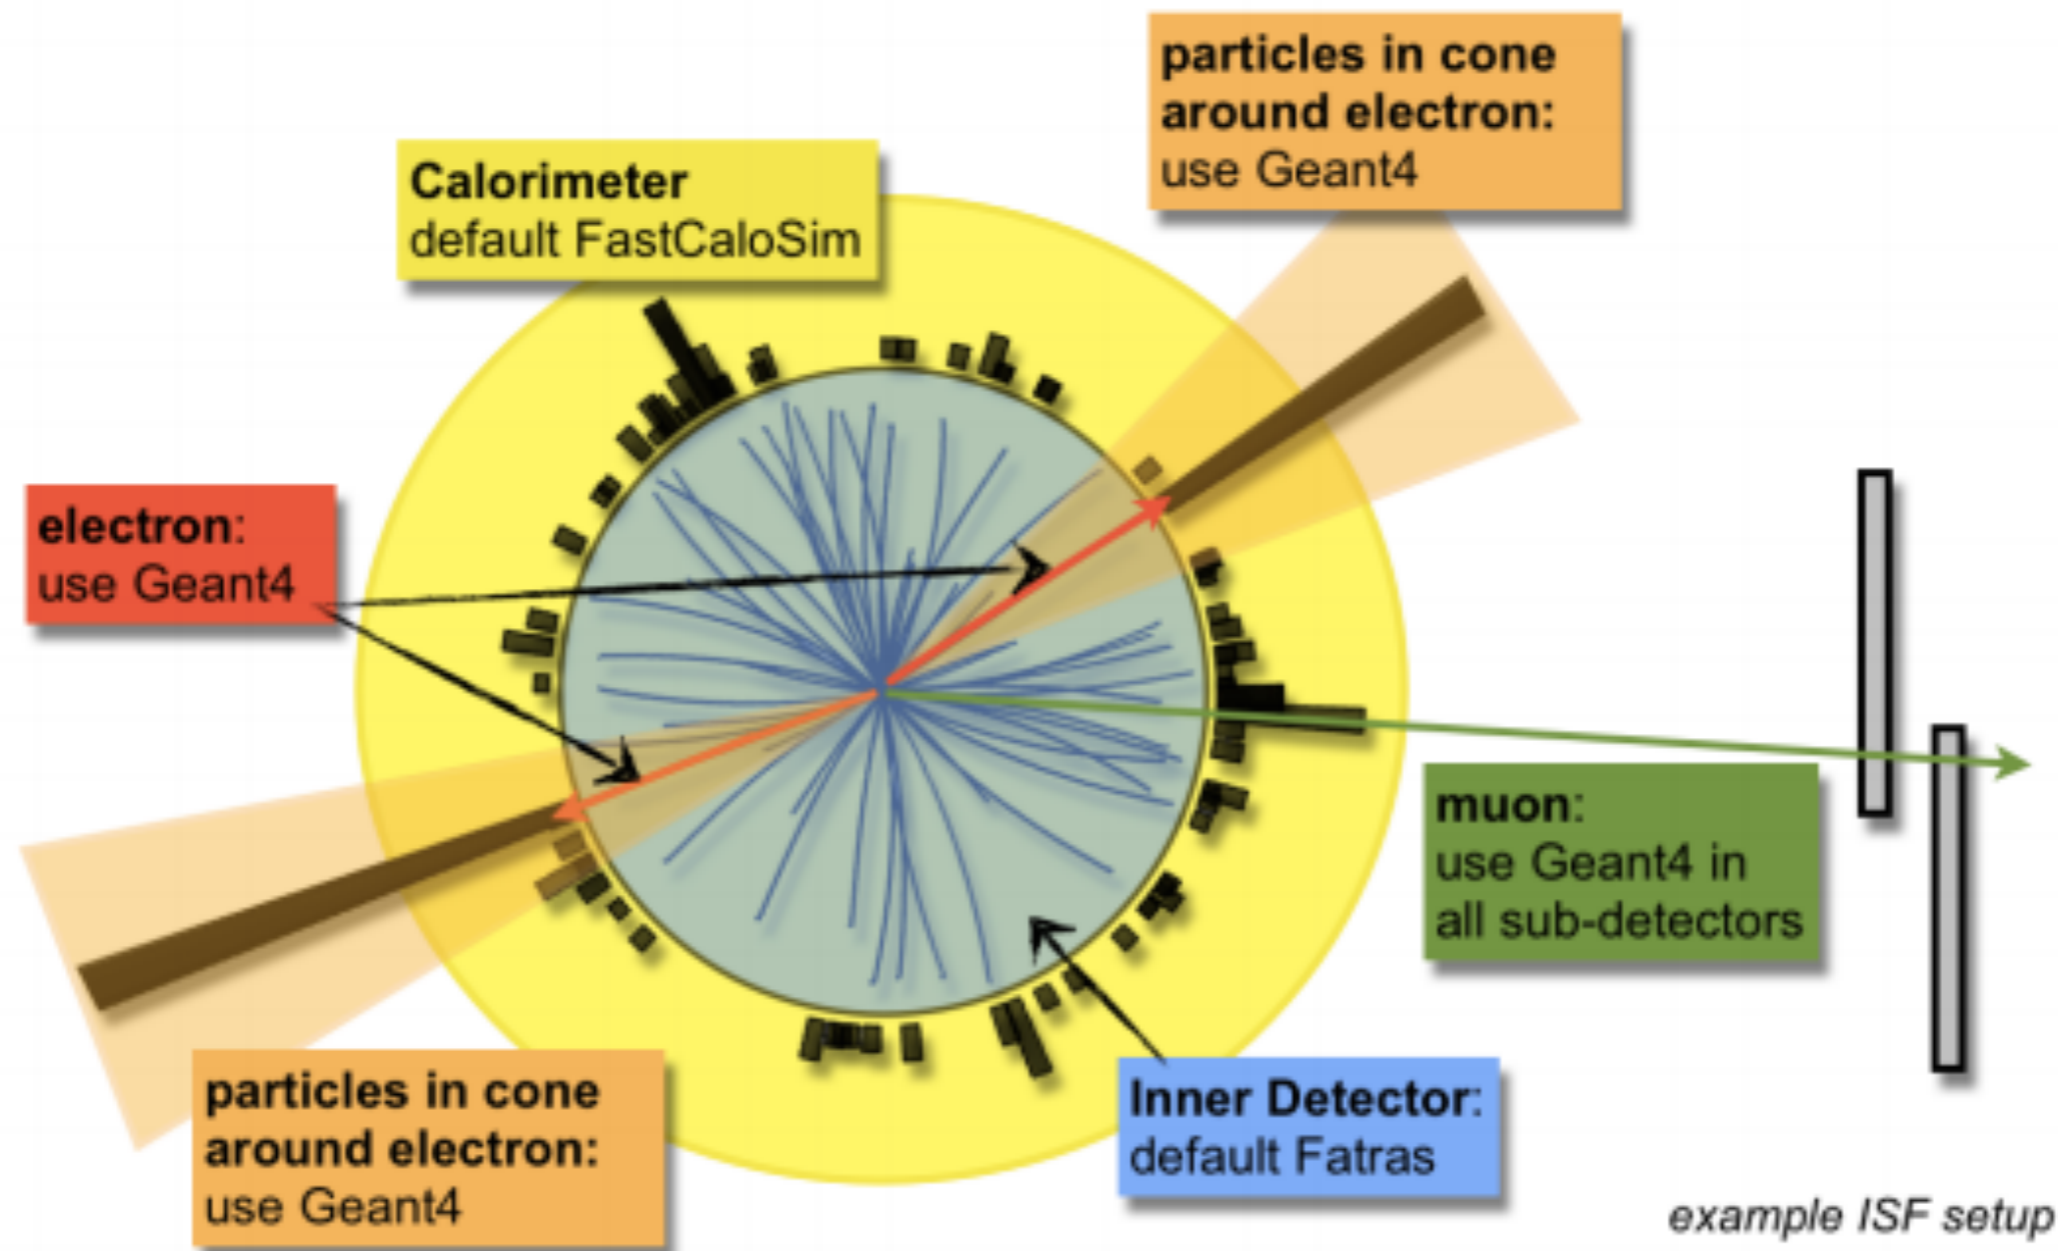 particles in cone
around electron:
use Geant4
Calorimeter
default FastCaloSim
electron:
use Geant4
muon:
use Geant4 in
all sub-detectors
particles in cone
around electron:
use Geant4
Inner Detector:
default Fatras
example ISF setup